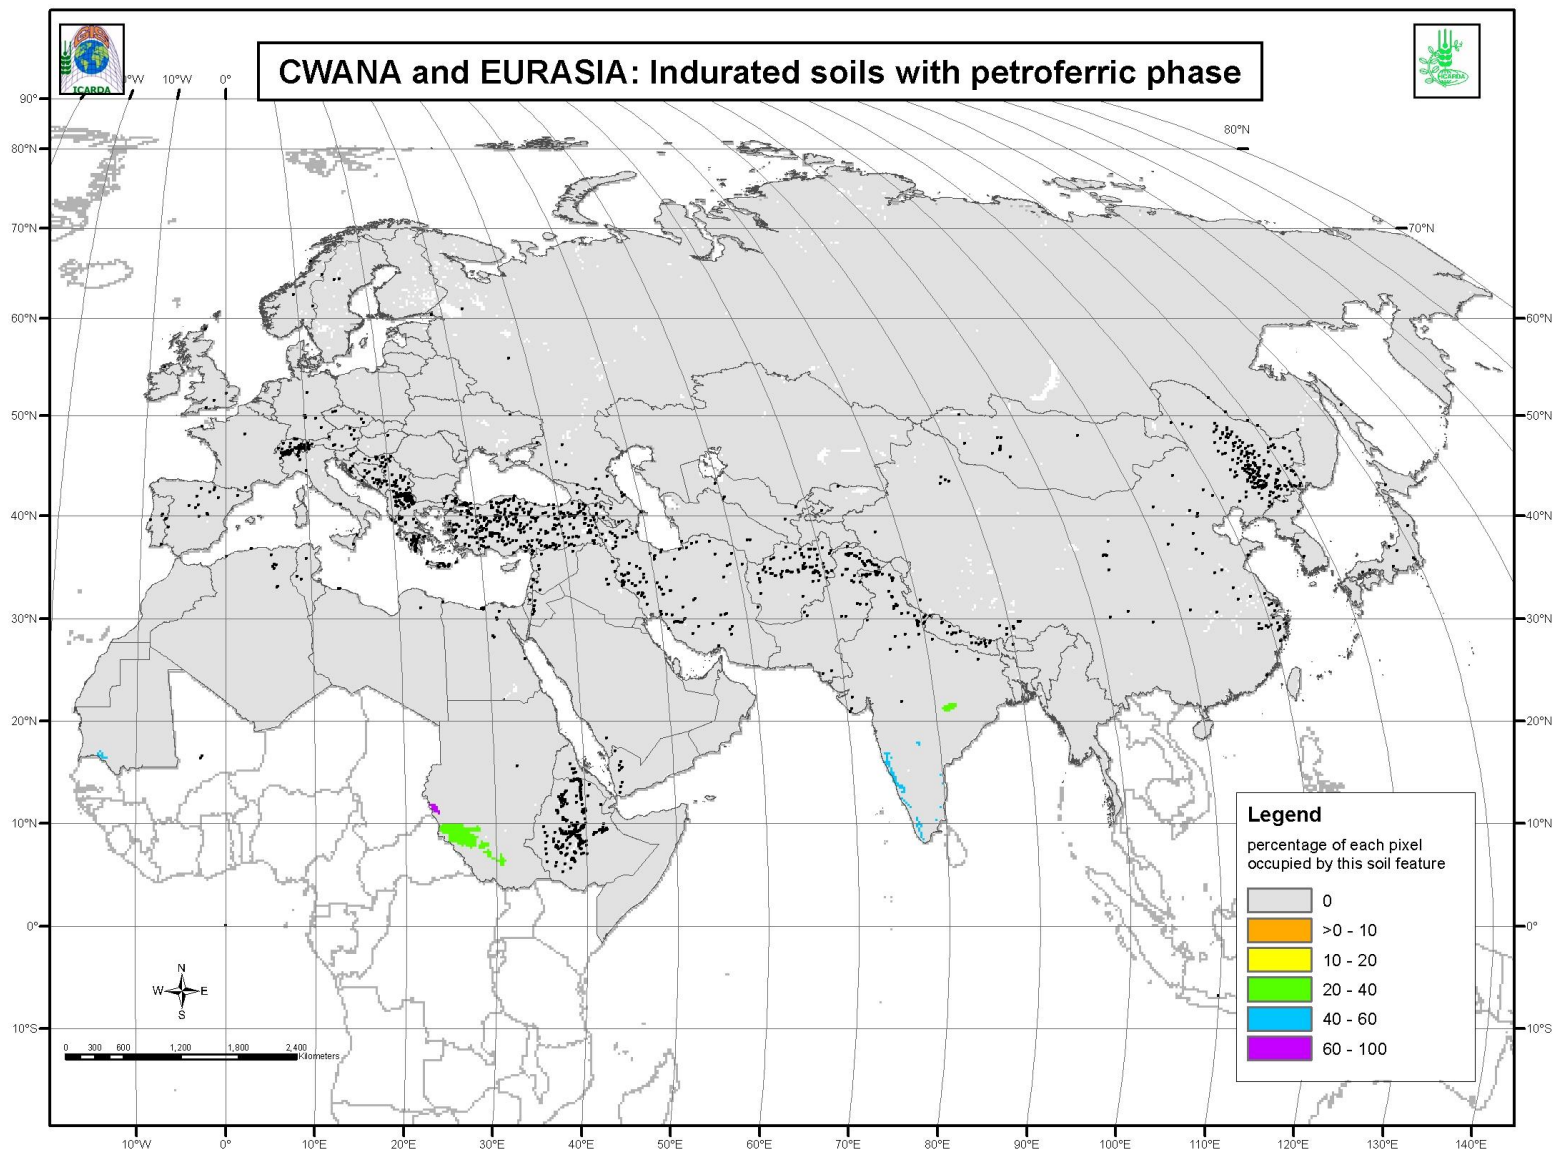 GIS
ICARDA
ICARDA
CWANA and EURASIA: Indurated soils with petroferric phase
10°W
0°
80°N
90°
80°N
70°N
70°N
60°N
60°N
50°N
50°N
40°N
40°N
30°N
30°N
20°N
20°N
10°N
10°N
0°
0°
10°S
10°S
Legend
percentage of each pixel
occupied by this soil feature
0
>0 - 10
10 - 20
20 - 40
40 - 60
60 - 100
N
W E
S
0 300 600 1,200 1,800 2,400
Kilometers
10°W 0° 10°E 20°E 30°E 40°E 50°E 60°E 70°E 80°E 90°E 100°E 110°E 120°E 130°E 140°E